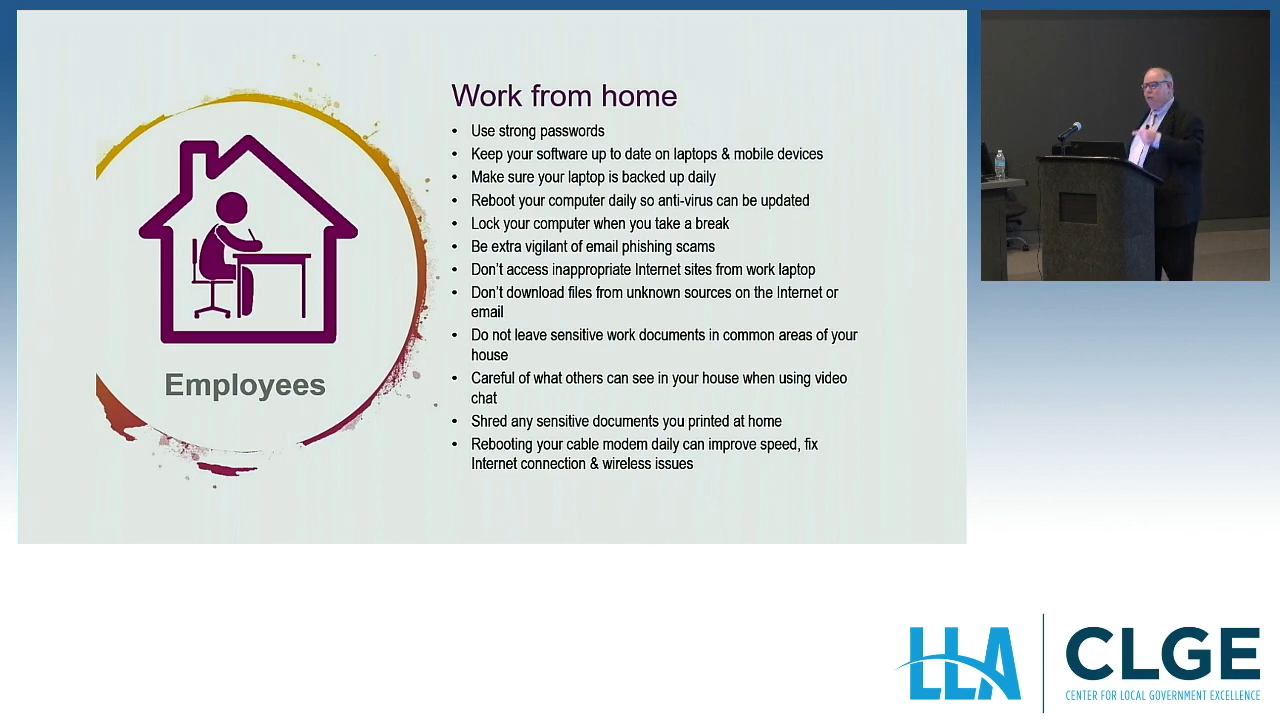 Work from home
• Use strong passwords
• Keep your software up to date on laptops & mobile devices
• Make sure your laptop is backed up daily
• Reboot your computer daily so anti-virus can be updated
• Lock your computer when you take a break
• Be extra vigilant of email phishing scams
• Don't access inappropriate Internet sites from work laptop
• Don't download files from unknown sources on the Internet or
email
• Do not leave sensitive work documents in common areas of your
house
• Careful of what others can see in your house when using video
chat
• Shred any sensitive documents you printed at home
• Rebooting your cable modem daily can improve speed, fix
Internet connection & wireless issues
Employees
LLA
CLGE
CENTER FOR LOCAL GOVERNMENT EXCELLENCE